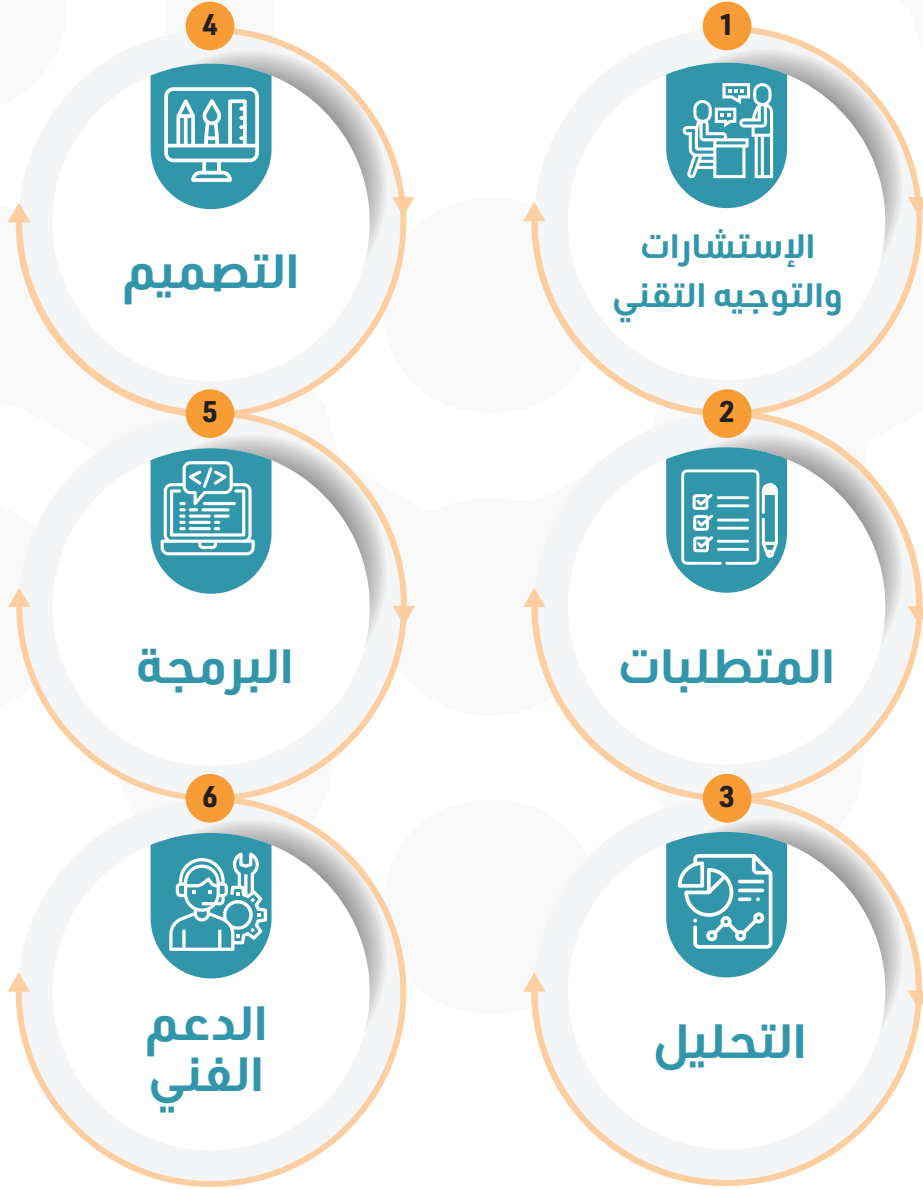 1
الإستشارات
والتوجيه التقني
2
المتطلبات
3
التحليل
4
التصميم
5
</>
البرمجة
6
الدعم
الفني